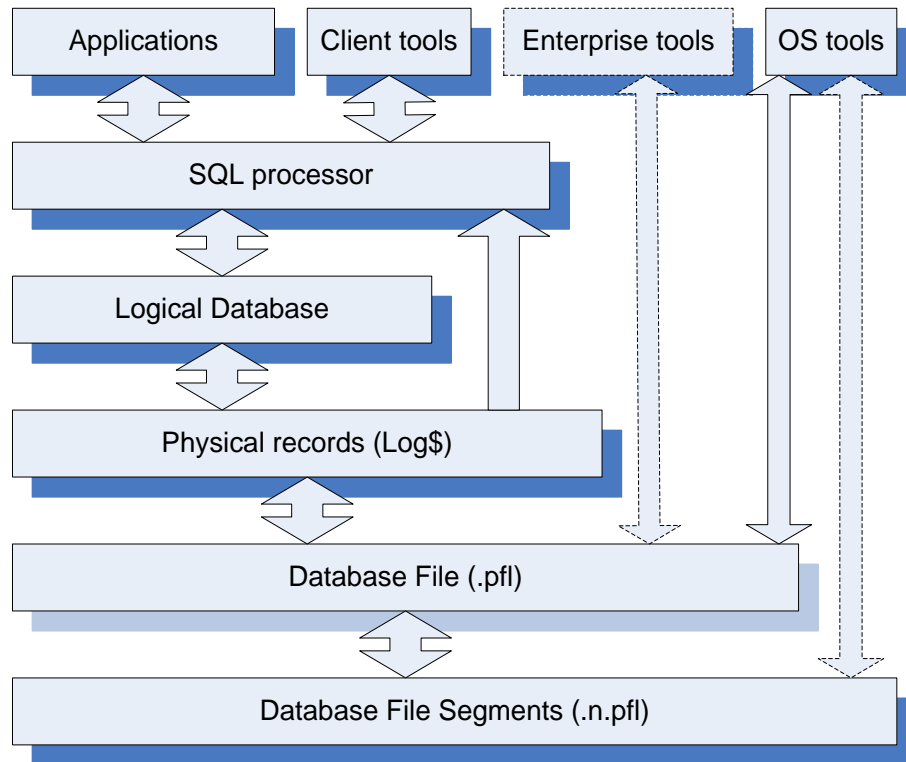 Applications
Client tools
Enterprise tools
OS tools
SQL processor
Logical Database
Physical records (Log$)
Database File (.pfl)
Database File Segments (.n.pfl)